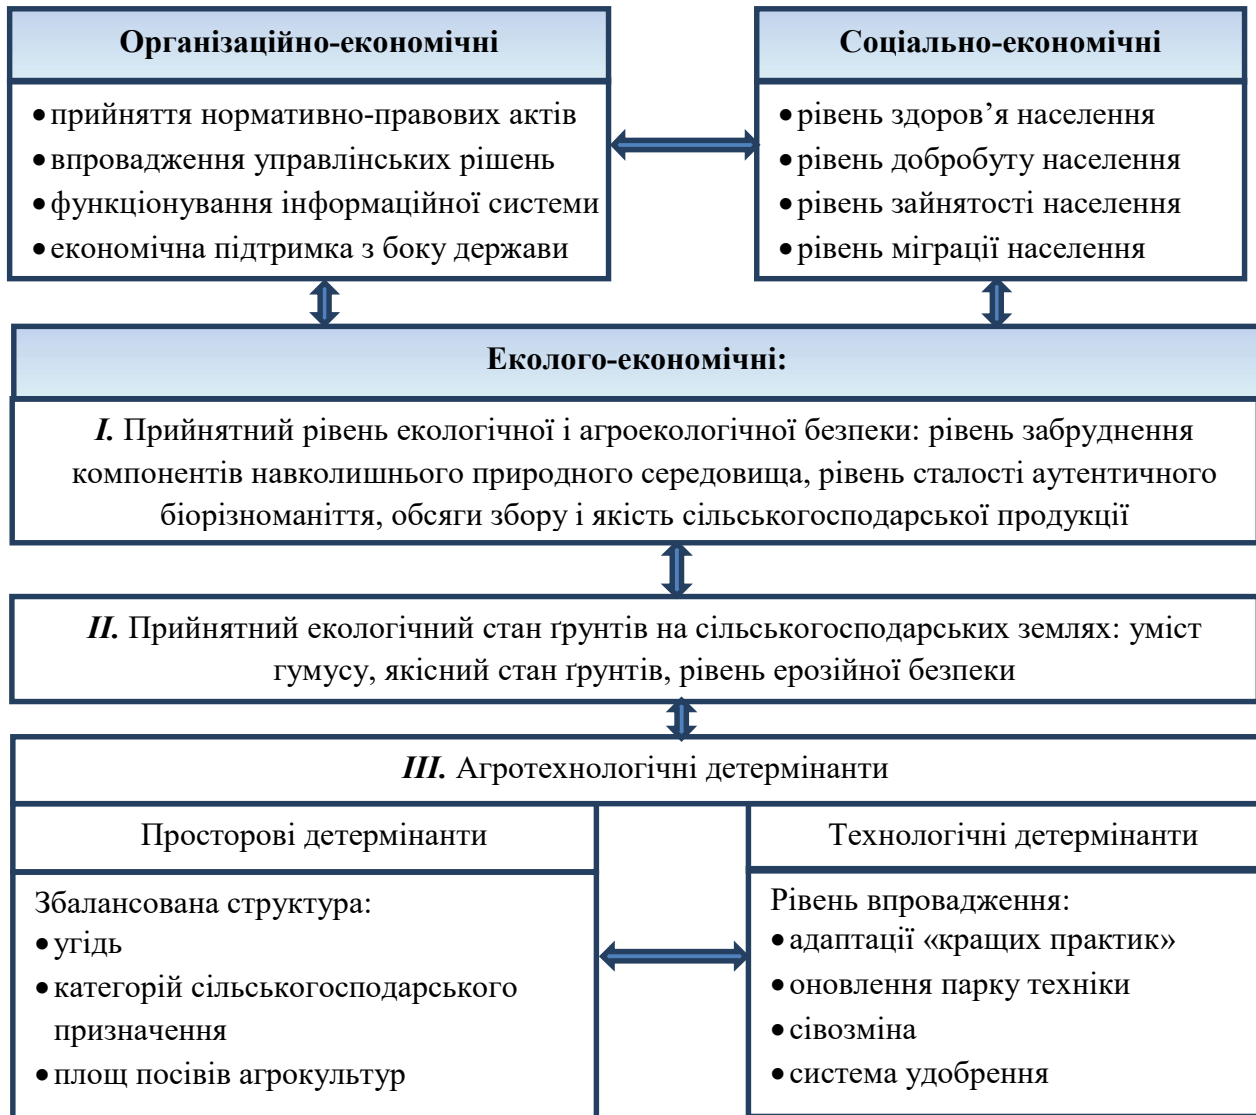 Організаційно-економічні
• прийняття нормативно-правових актів
• впровадження управлінських рішень
• функціонування інформаційної системи
• економічна підтримка з боку держави
Соціально-економічні
• рівень здоров’я населення
• рівень добробуту населення
• рівень зайнятості населення
• рівень міграції населення
Еколого-економічні:
I. Прийнятний рівень екологічної і агроекологічної безпеки: рівень забруднення
компонентів навколишнього природного середовища, рівень сталості аутентичного
біорізноманіття, обсяги збору і якість сільськогосподарської продукції
II. Прийнятний екологічний стан ґрунтів на сільськогосподарських землях: уміст
гумусу, якісний стан ґрунтів, рівень ерозійної безпеки
III. Агротехнологічні детермінанти
Просторові детермінанти
Збалансована структура:
• угідь
• категорій сільськогосподарського
призначення
• площ посівів агрокультур
Технологічні детермінанти
Рівень впровадження:
• адаптації «кращих практик»
• оновлення парку техніки
• сівозміна
• система удобрення